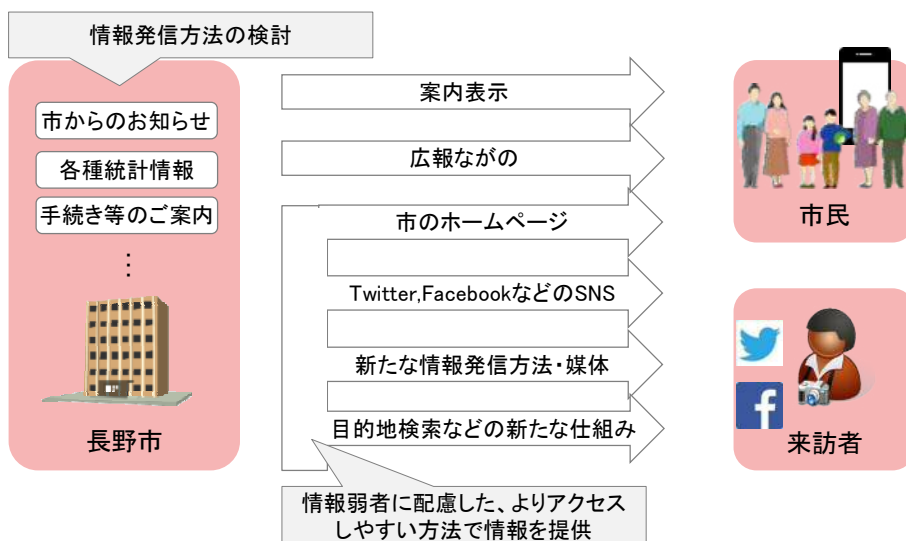 情報発信方法の検討
市からのお知らせ
各種統計情報
手続き等のご案内
⋮
長野市
案内表示
広報ながの
市のホームページ
Twitter,FacebookなどのSNS
新たな情報発信方法・媒体
目的地検索などの新たな仕組み
情報弱者に配慮した、よりアクセス
しやすい方法で情報を提供
市民
来訪者